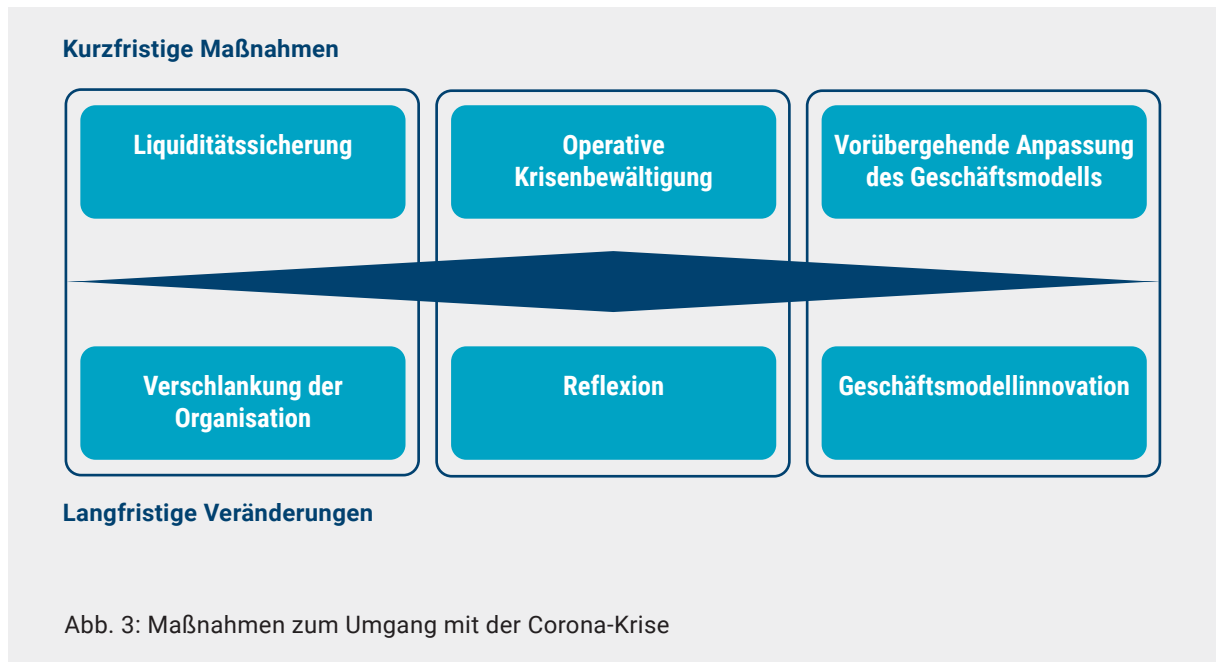 Kurzfristige Maßnahmen
Liquiditätssicherung
Operative
Krisenbewältigung
Vorübergehende Anpassung
des Geschäftsmodells
Verschlankung der
Organisation
Reflexion
Geschäftsmodellinnovation
Langfristige Veränderungen
Abb. 3: Maßnahmen zum Umgang mit der Corona-Krise